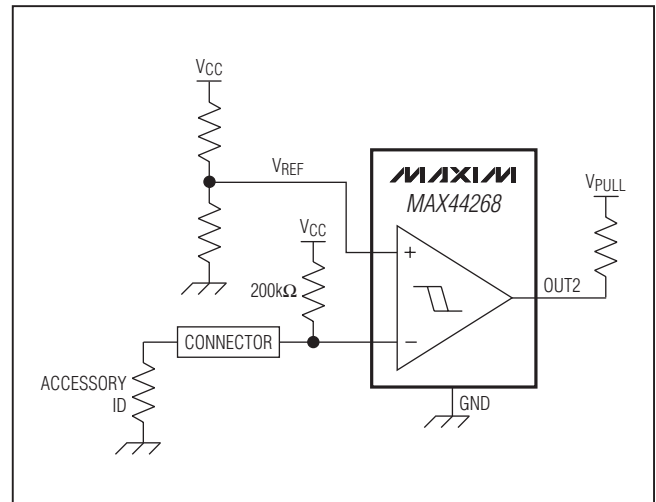 VCC
VREF
MAXIM
MAX44268
VPULL
VCC
+
200kΩ
OUT2
CONNECTOR
−
ACCESSORY
ID
GND